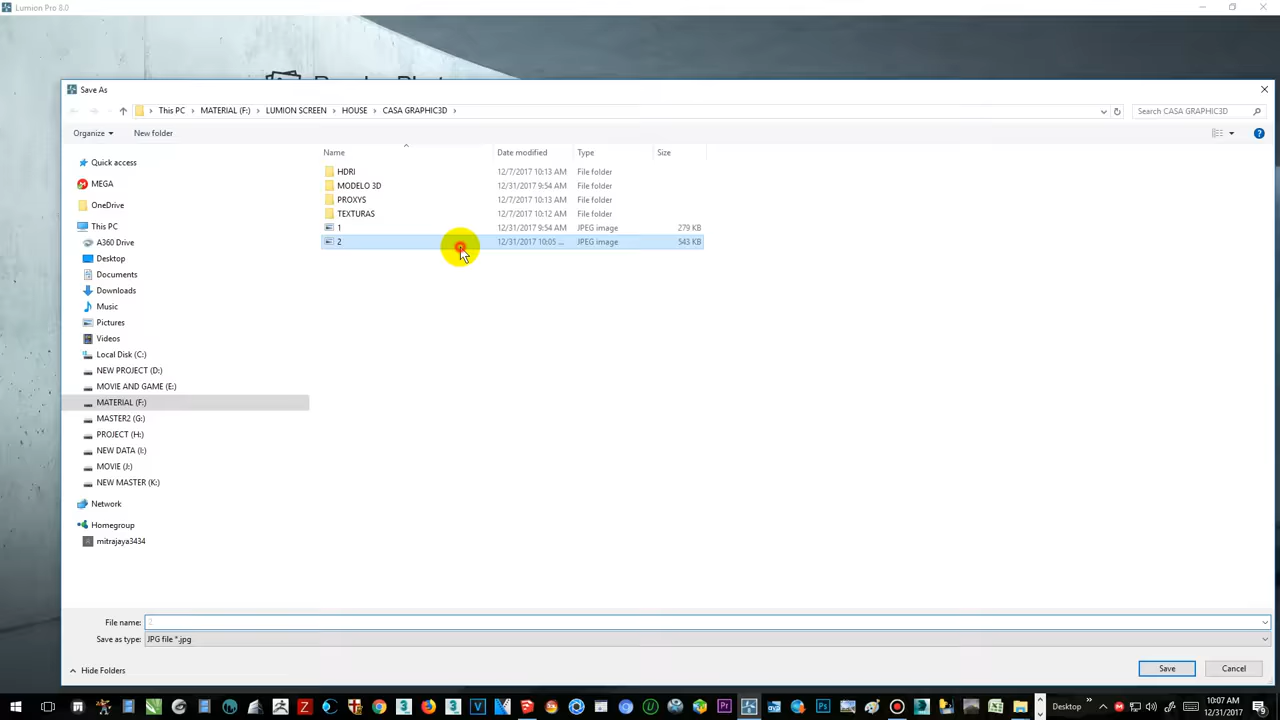 Lumion Pro 8.0
Save As
This PC > MATERIAL (F:) > LUMION SCREEN > HOUSE > CASA GRAPHIC3D >
Search CASA GRAPHIC3D
Organize
New folder
Name
Date modified
Type
Size
Quick access
MEGA
OneDrive
This PC
A360 Drive
Desktop
Documents
Downloads
Music
Pictures
Videos
Local Disk (C:)
NEW PROJECT (D:)
MOVIE AND GAME (E:)
MATERIAL (F:)
MASTER2 (G:)
PROJECT (H:)
NEW DATA (I:)
MOVIE (J:)
NEW MASTER (K:)
Network
Homegroup
mitrajaya3434
HDRI 12/7/2017 10:13 AM File folder
MODELO 3D 12/31/2017 9:54 AM File folder
PROXYS 12/7/2017 10:13 AM File folder
TEXTURAS 12/7/2017 10:12 AM File folder
1 12/31/2017 9:54 AM JPEG image 279 KB
2 12/31/2017 10:05 ... JPEG image 543 KB
File name: 2
Save as type: JPG file *.jpg
Hide Folders
Save
Cancel
Desktop
10:07 AM
12/31/2017